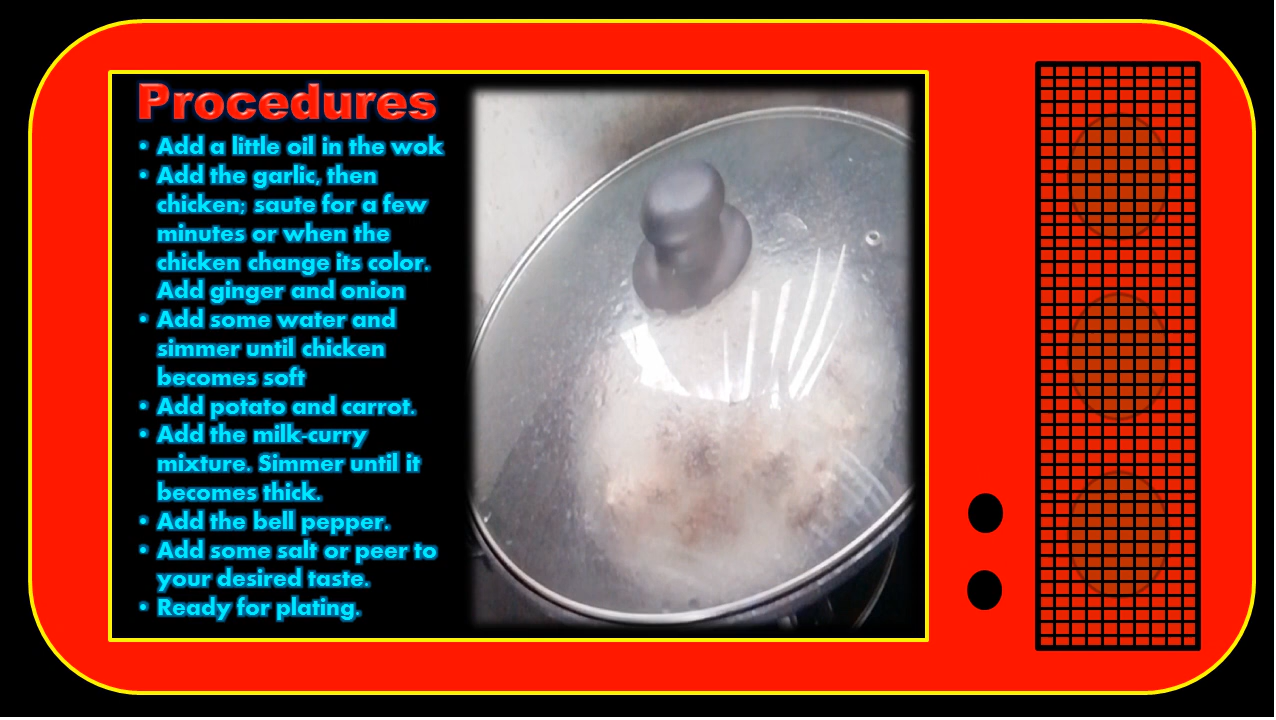 Procedures
• Add a little oil in the wok
• Add the garlic, then
chicken; saute for a few
minutes or when the
chicken change its color.
Add ginger and onion
• Add some water and
simmer until chicken
becomes soft
• Add potato and carrot.
• Add the milk-curry
mixture. Simmer until it
becomes thick.
• Add the bell pepper.
• Add some salt or peer to
your desired taste.
• Ready for plating.